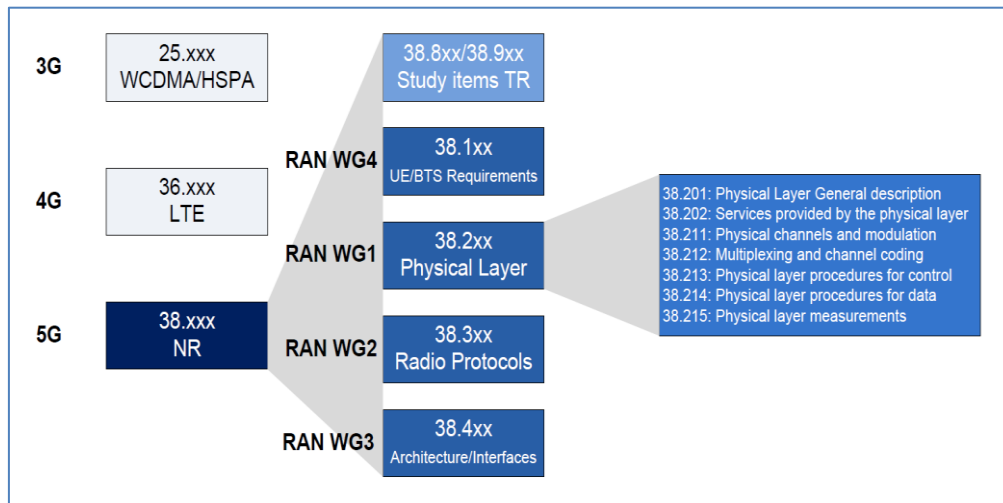 3G
25.xxx
WCDMA/HSPA
4G
36.xxx
LTE
5G
38.xxx
NR
38.8xx/38.9xx
Study items TR
RAN WG4
38.1xx
UE/BTS Requirements
RAN WG1
38.2xx
Physical Layer
RAN WG2
38.3xx
Radio Protocols
RAN WG3
38.4xx
Architecture/Interfaces
38.201: Physical Layer General description
38.202: Services provided by the physical layer
38.211: Physical channels and modulation
38.212: Multiplexing and channel coding
38.213: Physical layer procedures for control
38.214: Physical layer procedures for data
38.215: Physical layer measurements